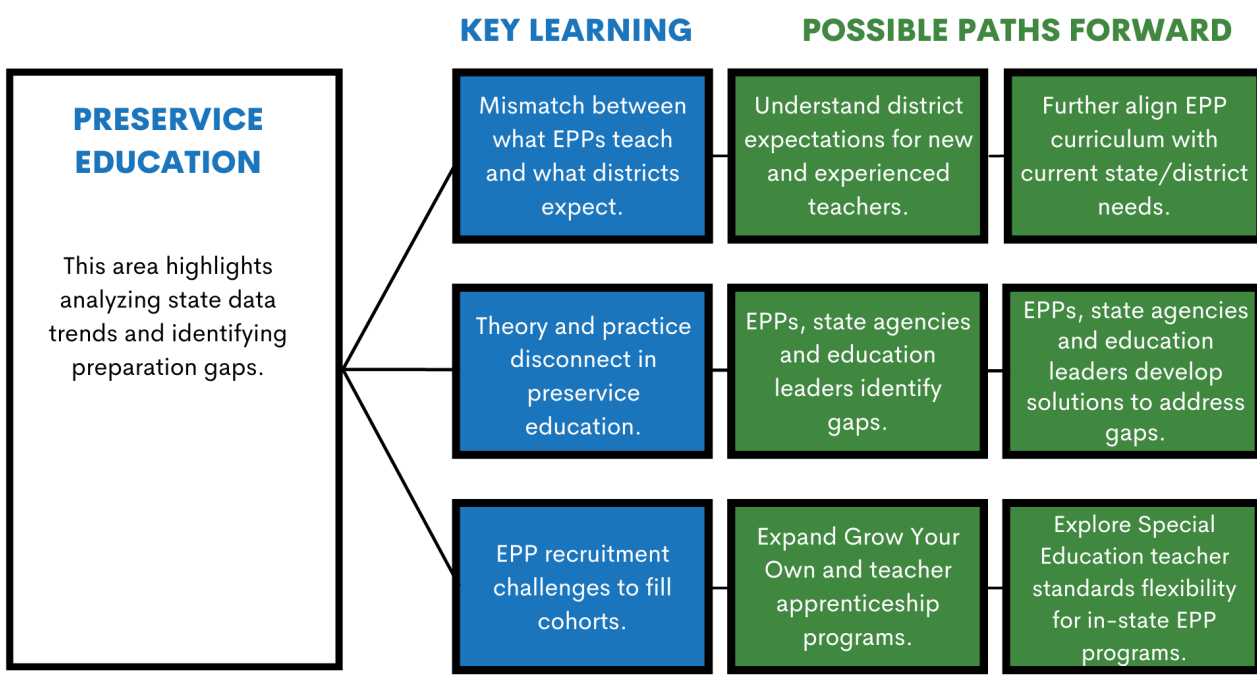 KEY LEARNING
POSSIBLE PATHS FORWARD
PRESERVICE
EDUCATION
This area highlights
analyzing state data
trends and identifying
preparation gaps.
Mismatch between
what EPPs teach
and what districts
expect.
Understand district
expectations for new
and experienced
teachers.
Further align EPP
curriculum with
current state/district
needs.
Theory and practice
disconnect in
preservice
education.
EPPs, state agencies
and education
leaders identify
gaps.
EPPs, state agencies
and education
leaders develop
solutions to address
gaps.
EPP recruitment
challenges to fill
cohorts.
Expand Grow Your
Own and teacher
apprenticeship
programs.
Explore Special
Education teacher
standards flexibility
for in-state EPP
programs.